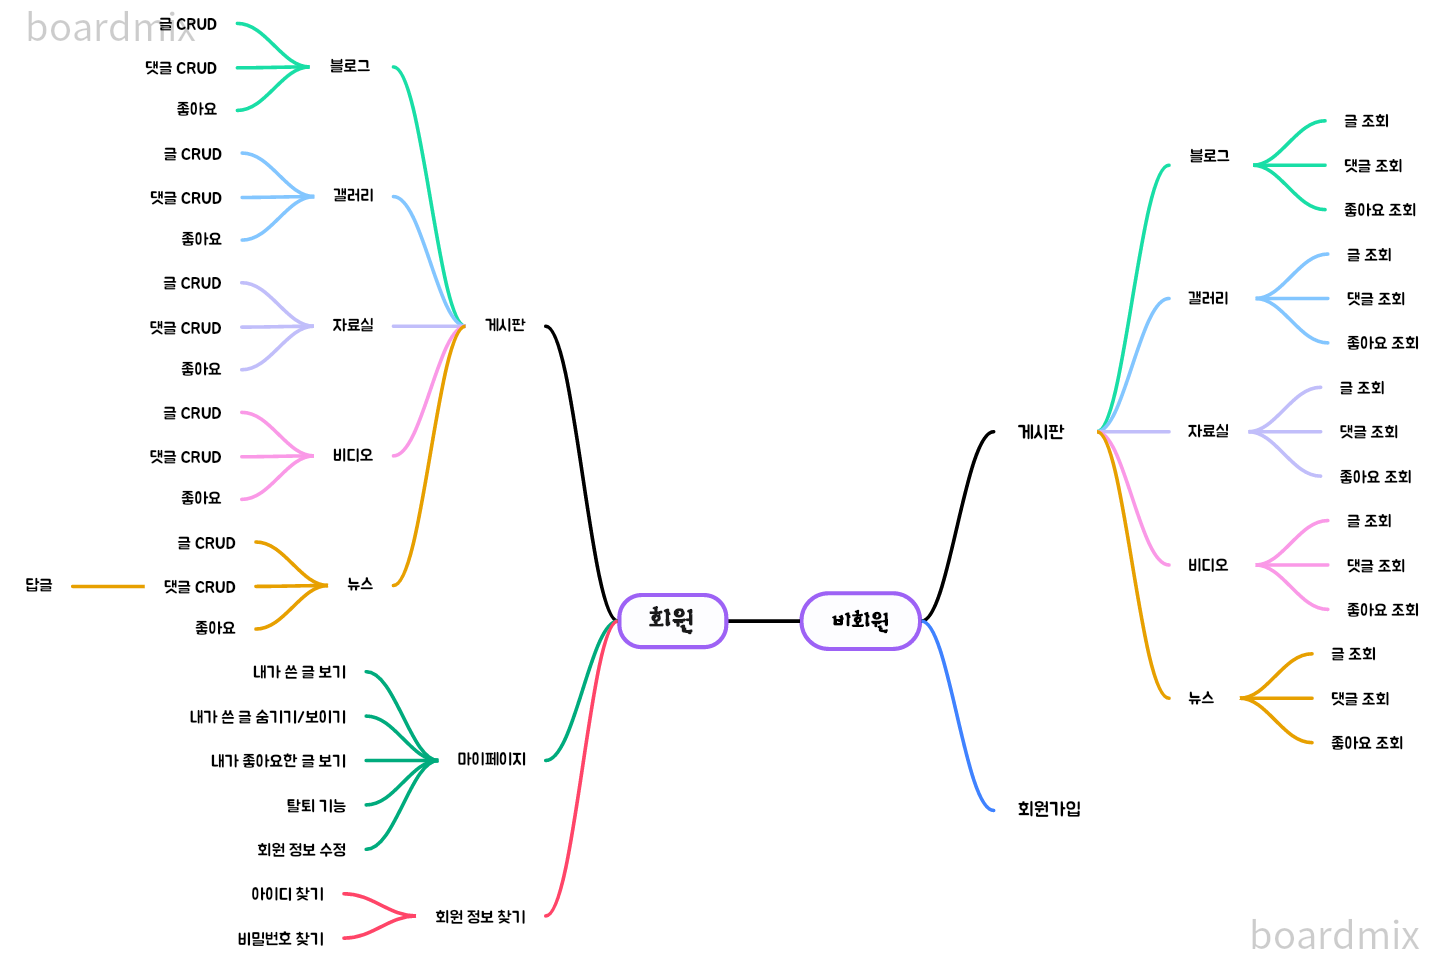 boardmix
글 CRUD
댓글 CRUD
좋아요
블로그
글 CRUD
댓글 CRUD
좋아요
갤러리
글 CRUD
댓글 CRUD
좋아요
자료실
글 CRUD
댓글 CRUD
좋아요
비디오
글 CRUD
답글
댓글 CRUD
좋아요
뉴스
게시판
내가 쓴 글 보기
내가 쓴 글 숨기기/보이기
내가 좋아요한 글 보기
탈퇴 기능
회원 정보 수정
마이페이지
아이디 찾기
비밀번호 찾기
회원 정보 찾기
회원
비회원
게시판
블로그
글 조회
댓글 조회
좋아요 조회
갤러리
글 조회
댓글 조회
좋아요 조회
자료실
글 조회
댓글 조회
좋아요 조회
비디오
글 조회
댓글 조회
좋아요 조회
뉴스
글 조회
댓글 조회
좋아요 조회
회원가입
boardmix